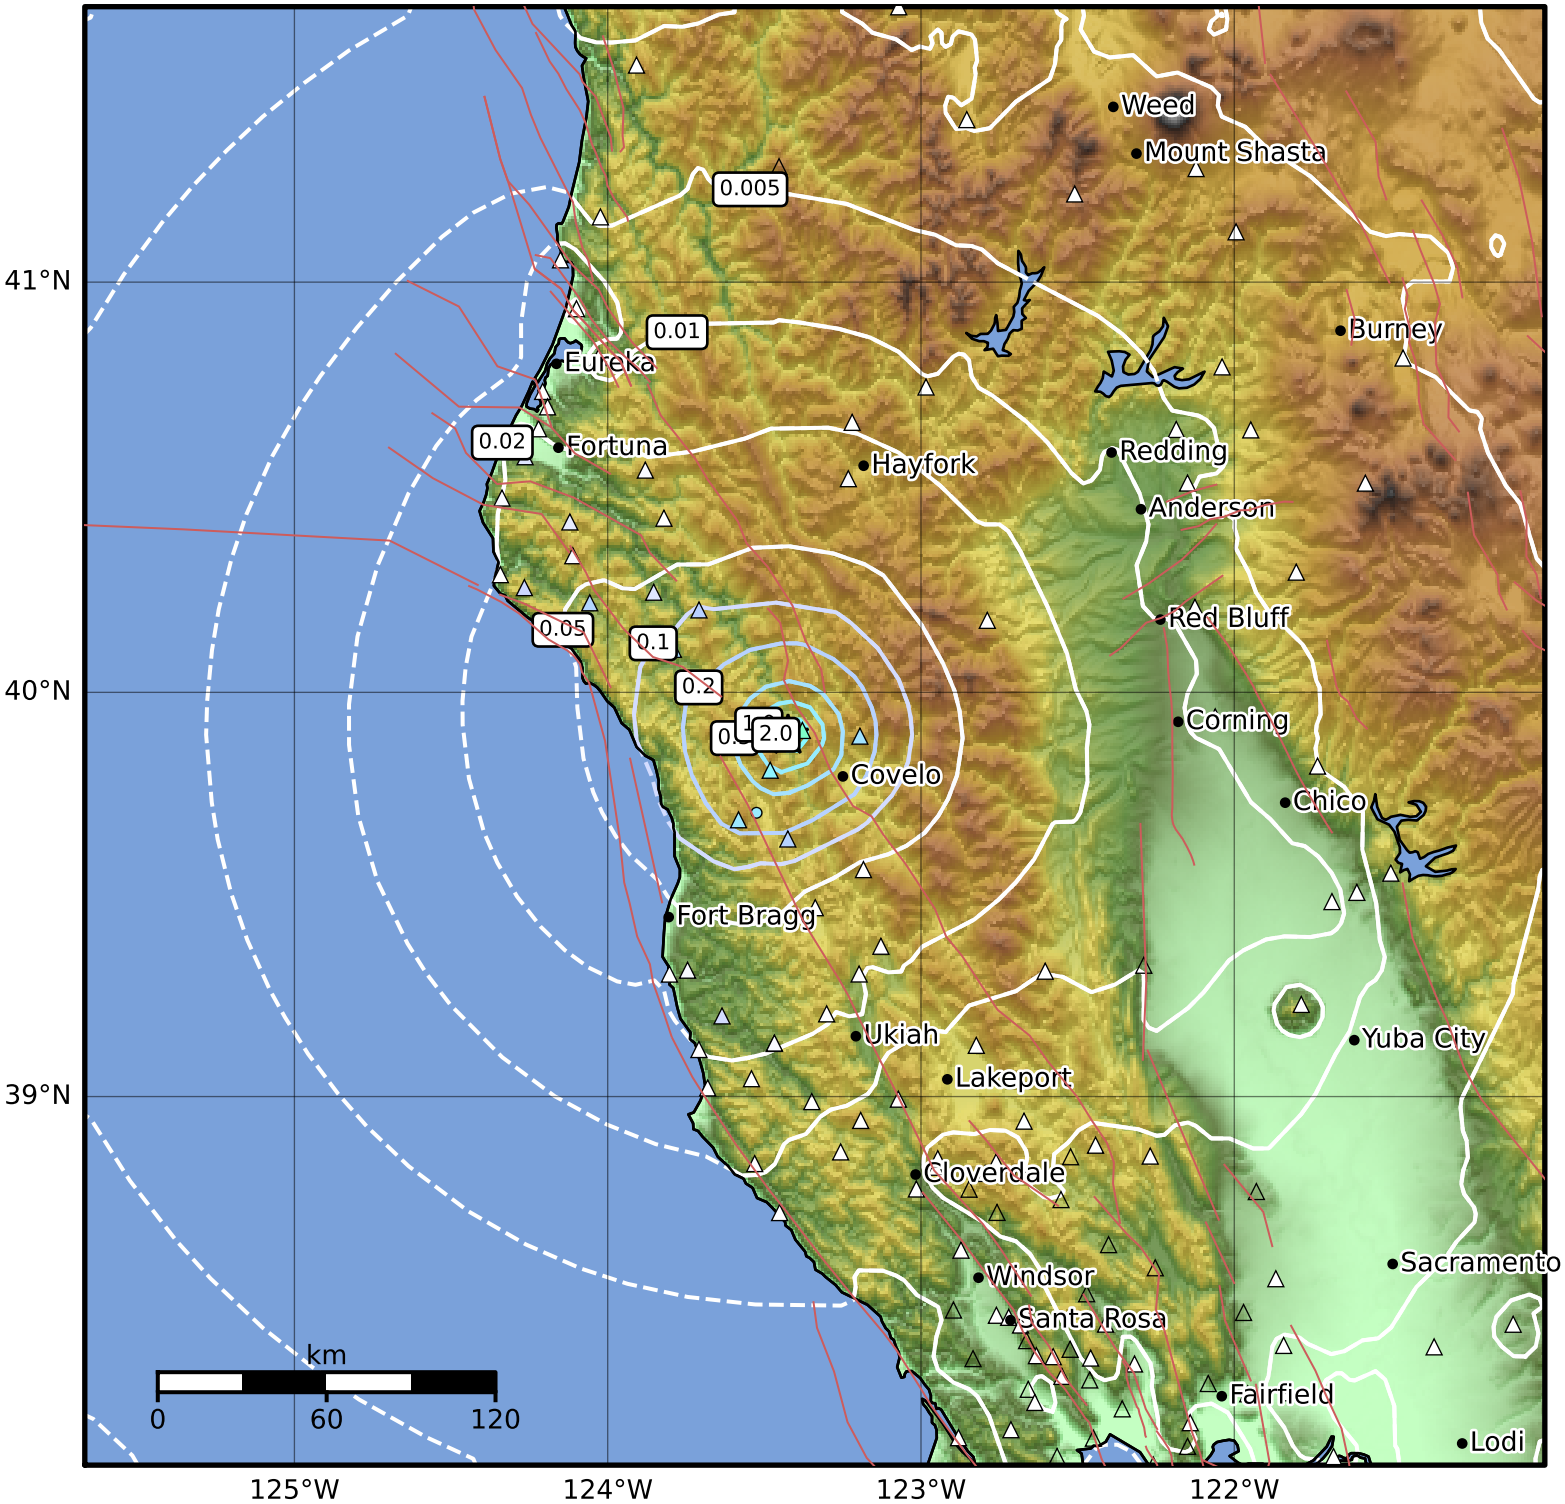 Weed
Mount Shasta
0.005
41°N
0.01
Burney
Eureka
0.02
Fortuna
Hayfork
Redding
Anderson
0.05
0.1
Red Bluff
40°N
0.2
2.0
Corning
Covelo
Chico
Fort Bragg
Ukiah
Yuba City
Lakeport
39°N
Cloverdale
Sacramento
Windsor
Santa Rosa
km
Fairfield
0 60 120
Lodi
125°W 124°W 123°W 122°W